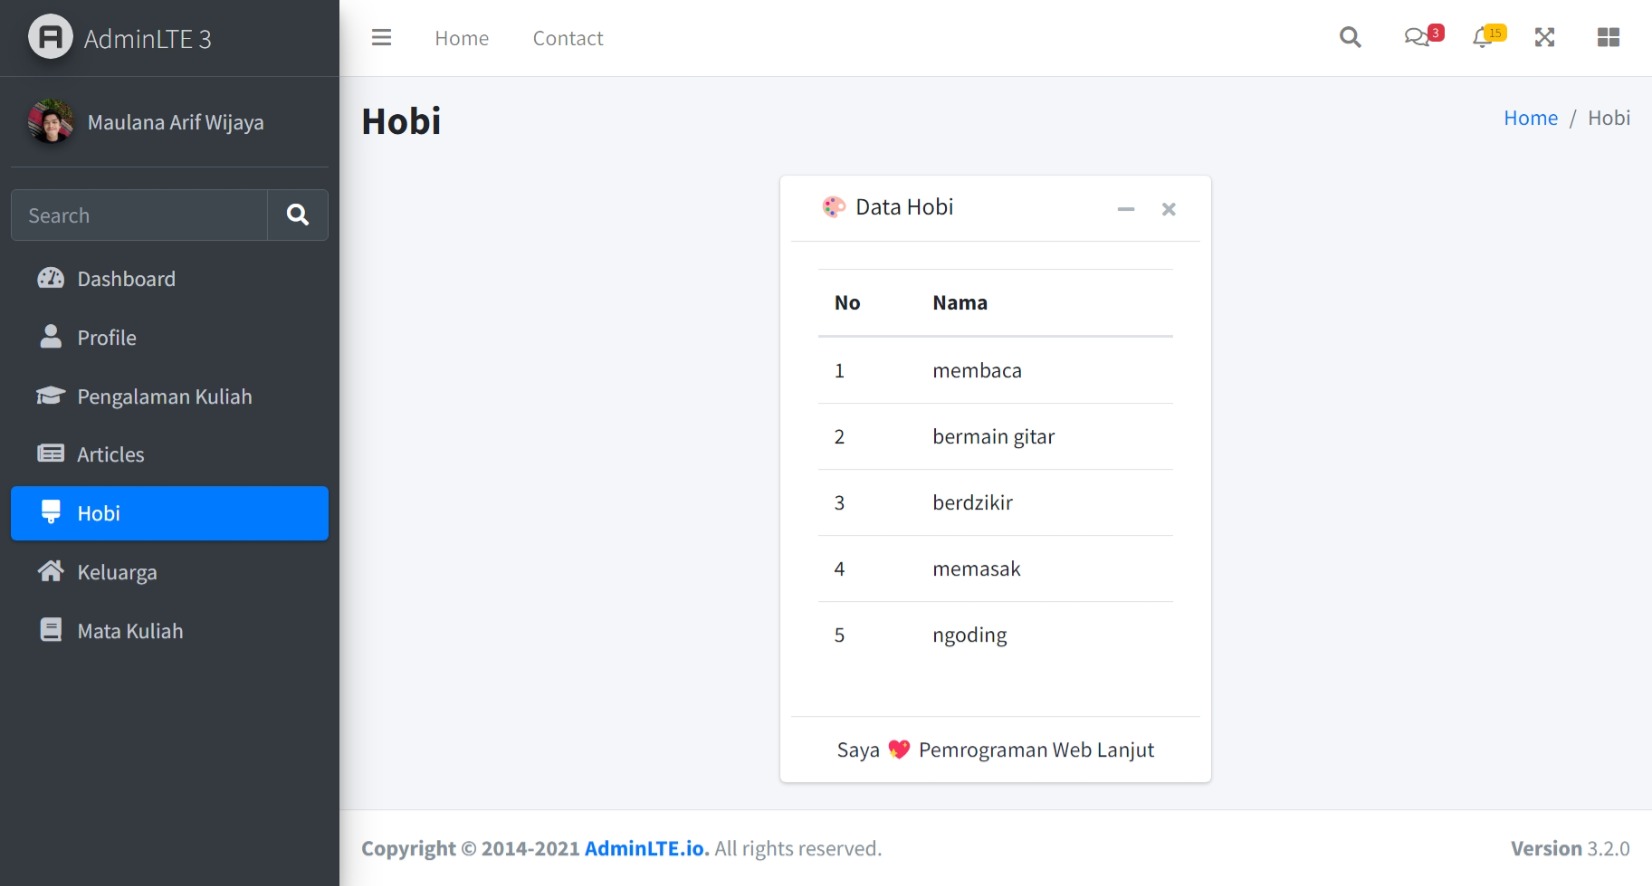 AdminLTE 3
Home
Contact
3
15
Maulana Arif Wijaya
Search
Dashboard
Profile
Pengalaman Kuliah
Articles
Hobi
Keluarga
Mata Kuliah
Hobi
Home / Hobi
Data Hobi
No Nama
1 membaca
2 bermain gitar
3 berdzikir
4 memasak
5 ngoding
Saya 💖 Pemrograman Web Lanjut
Copyright © 2014-2021 AdminLTE.io. All rights reserved.
Version 3.2.0